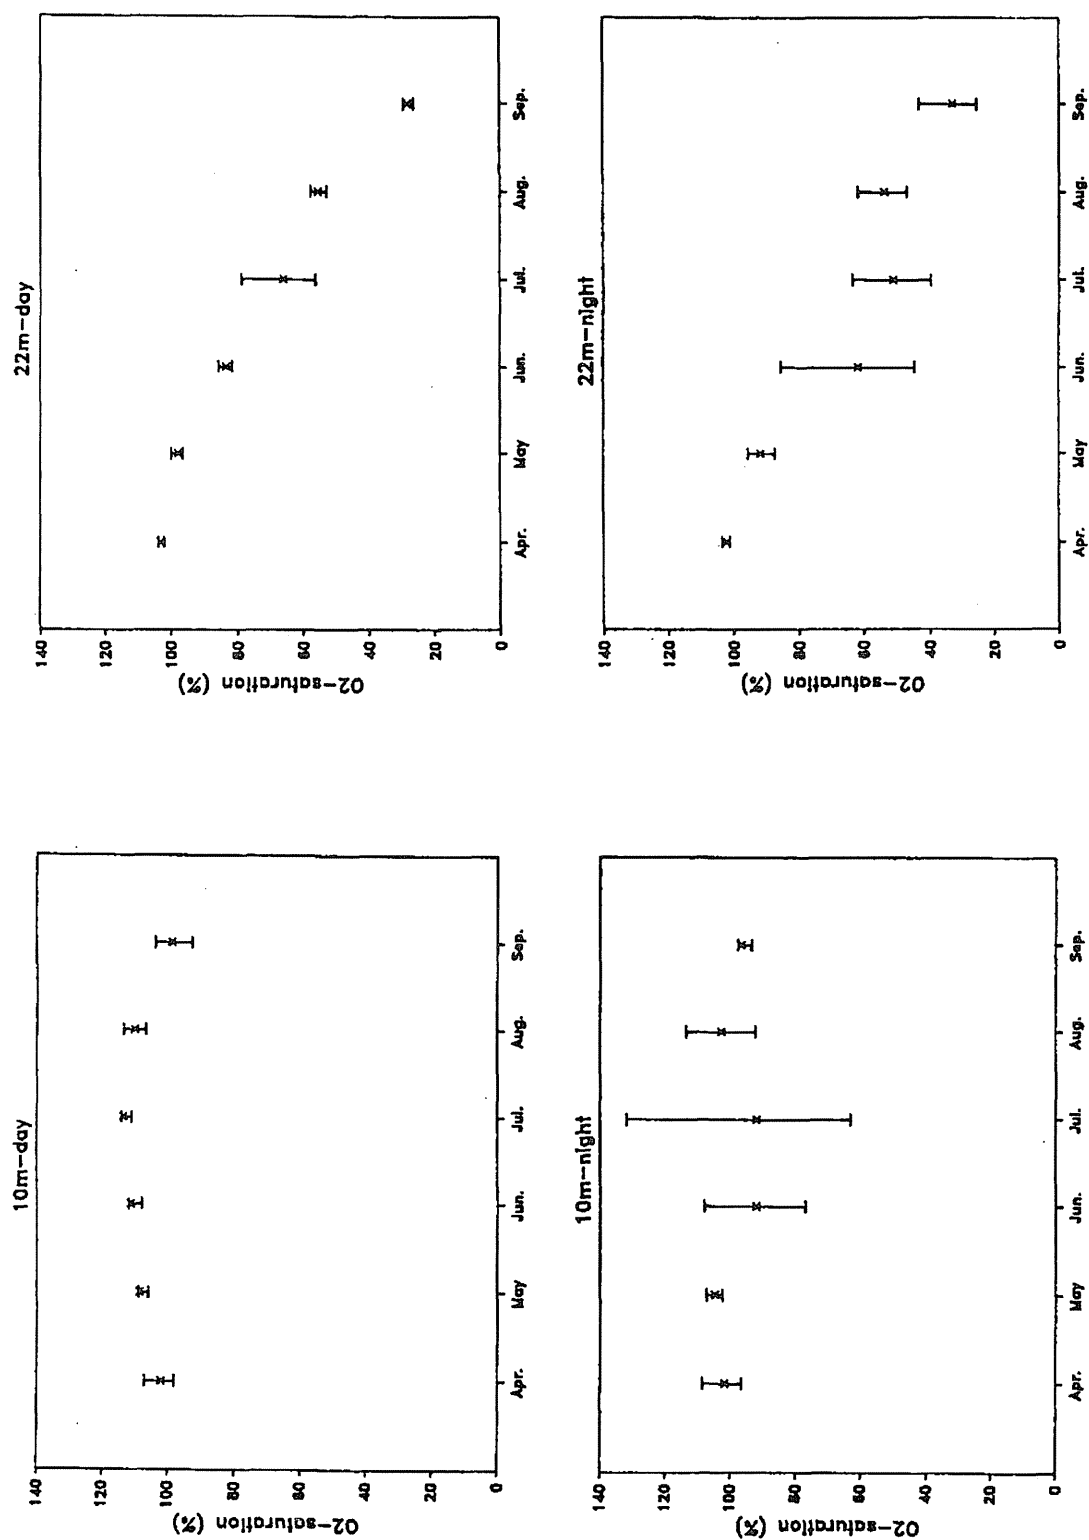 10m-day
O2-saturation (%)
140
120
100
80
60
40
20
0
Apr.
May
Jun.
Jul.
Aug.
Sep.
22m-day
O2-saturation (%)
140
120
100
80
60
40
20
0
Apr.
May
Jun.
Jul.
Aug.
Sep.
10m-night
O2-saturation (%)
140
120
100
80
60
40
20
0
Apr.
May
Jun.
Jul.
Aug.
Sep.
22m-night
O2-saturation (%)
140
120
100
80
60
40
20
0
Apr.
May
Jun.
Jul.
Aug.
Sep.